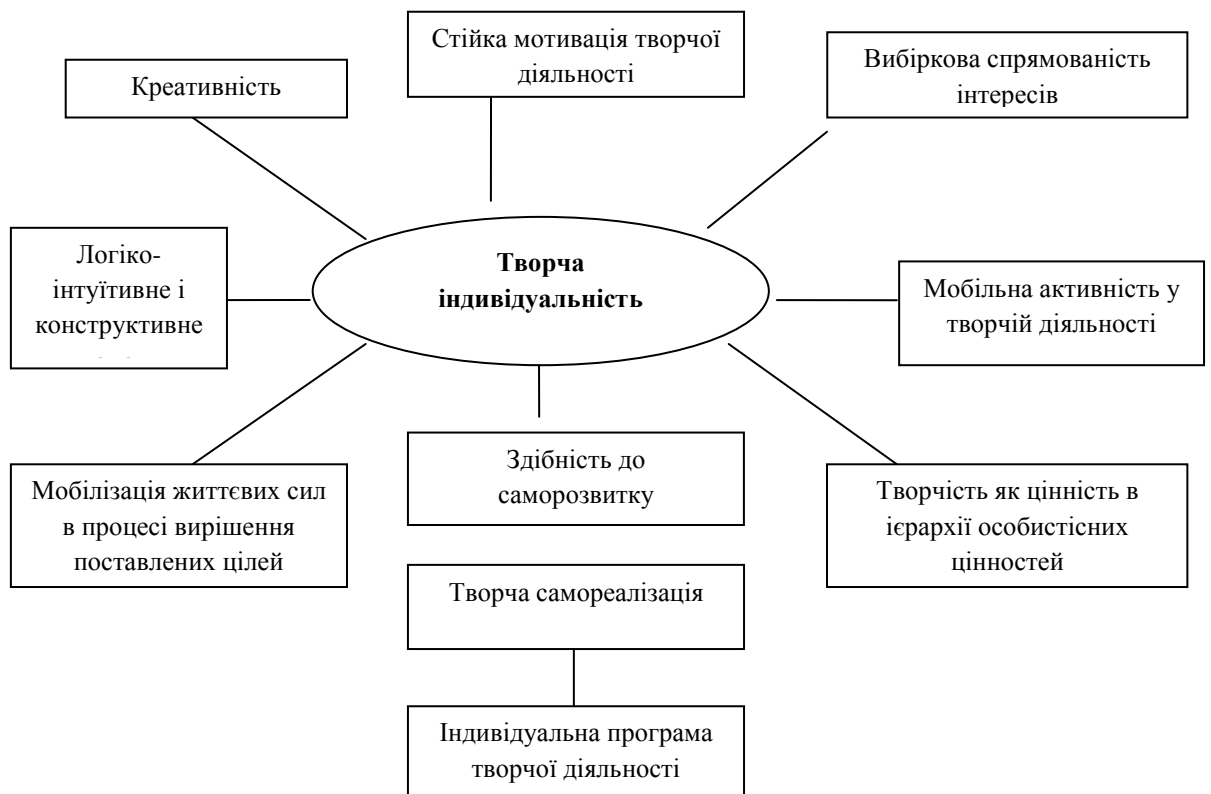 Стійка мотивація творчої
діяльності
Креативність
Вибіркова спрямованість
інтересів
Логіко-
інтуїтивне і
конструктивне
Творча
індивідуальність
Мобільна активність у
творчій діяльності
Мобілізація життєвих сил
в процесі вирішення
поставлених цілей
Здібність до
саморозвитку
Творчість як цінність в
ієрархії особистісних
цінностей
Творча самореалізація
Індивідуальна програма
творчої діяльності